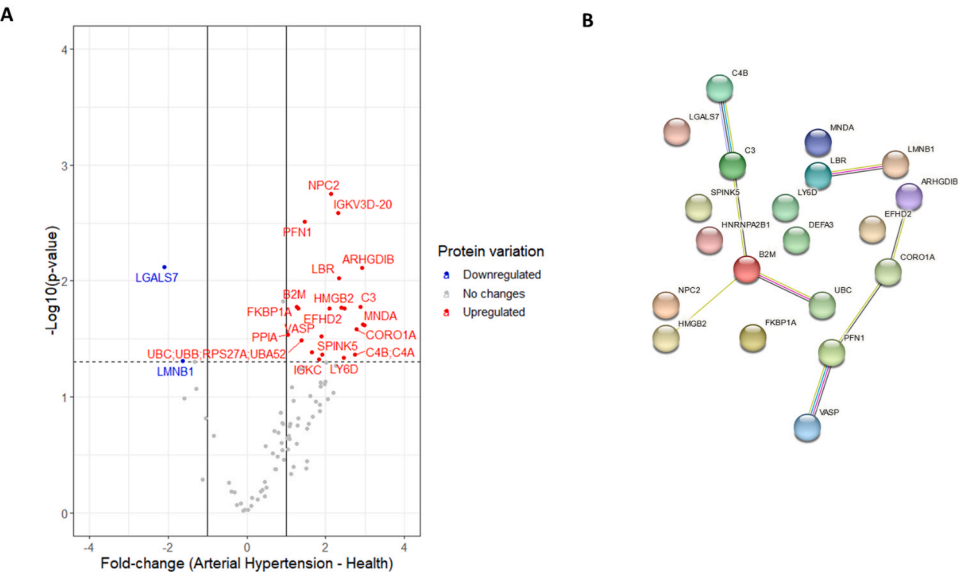 A
4
3
2
1
0
-4
-2
0
2
4
-Log10(p-value)
Fold-change (Arterial Hypertension - Health)
NPC2
IGKV3D-20
PFN1
ARHGDIB
LBR
LGALS7
B2M
HMGB2
C3
FKBP1A
EFHD2
MNDA
PPIA
VASP
CORO1A
UBC;UBB;RPS27A;UBA52
SPINK5
C4B;C4A
LMNB1
IGKC
LY6D
Protein variation
Downregulated
No changes
Upregulated
B
C4B
LGALS7
MNDA
C3
LBR
LMNB1
ARHGDIB
SPINK5
LY6D
EFHD2
HNRNPA2B1
DEFA3
B2M
CORO1A
UBC
NPC2
HMGB2
FKBP1A
PFN1
VASP